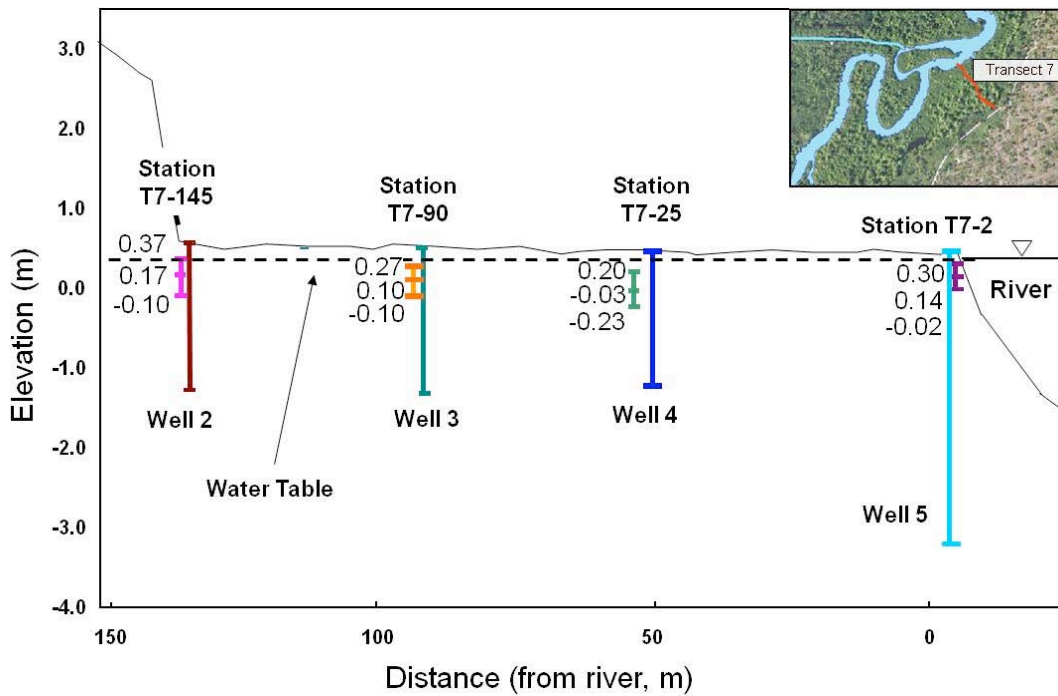 Elevation (m)
3.0
2.0
1.0
0.0
-1.0
-2.0
-3.0
-4.0
Station
T7-145
0.37
0.17
-0.10
Well 2
Water Table
Station
T7-90
0.27
0.10
-0.10
Well 3
Station
T7-25
0.20
-0.03
-0.23
Well 4
Transect 7
Station T7-2
0.30
0.14
-0.02
River
Well 5
150
100
50
0
Distance (from river, m)